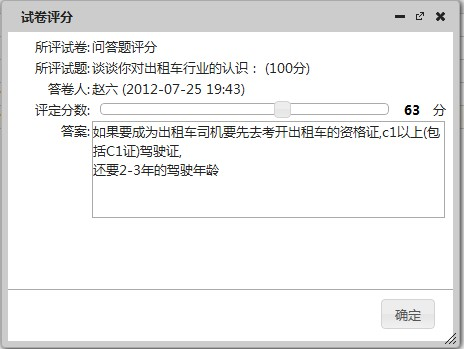 试卷评分
所评试卷: 问答题评分
所评试题: 谈谈你对出租车行业的认识： (100分)
答卷人: 赵六 (2012-07-25 19:43)
评定分数: 63 分
答案: 如果要成为出租车司机要先去考开出租车的资格证,c1以上(包
括C1证)驾驶证,
还要2-3年的驾驶年龄
确定